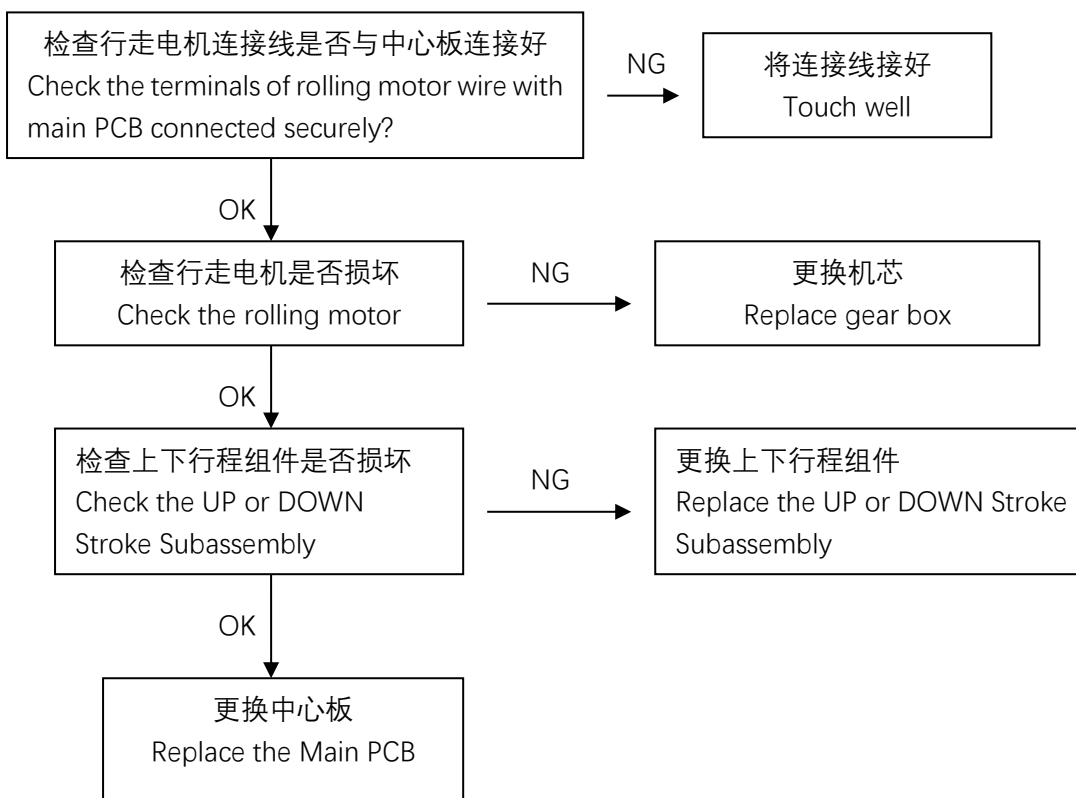 检查行走电机连接线是否与中心板连接好
Check the terminals of rolling motor wire with
main PCB connected securely?
NG
将连接线接好
Touch well
OK
检查行走电机是否损坏
Check the rolling motor
NG
更换机芯
Replace gear box
OK
检查上下行程组件是否损坏
Check the UP or DOWN
Stroke Subassembly
NG
更换上下行程组件
Replace the UP or DOWN Stroke
Subassembly
OK
更换中心板
Replace the Main PCB